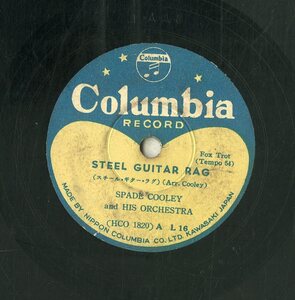 Columbia
Columbia
RECORD
Fox Trot
(Tempo 54)
STEEL GUITAR RAG
(スチール・ギター・ラグ) (Arr. Cooley)
SPADE COOLEY
and HIS ORCHESTRA
(HCO 1820) A L 16
MADE BY NIPPON COLUMBIA CO., LTD. KAWASAKI JAPAN